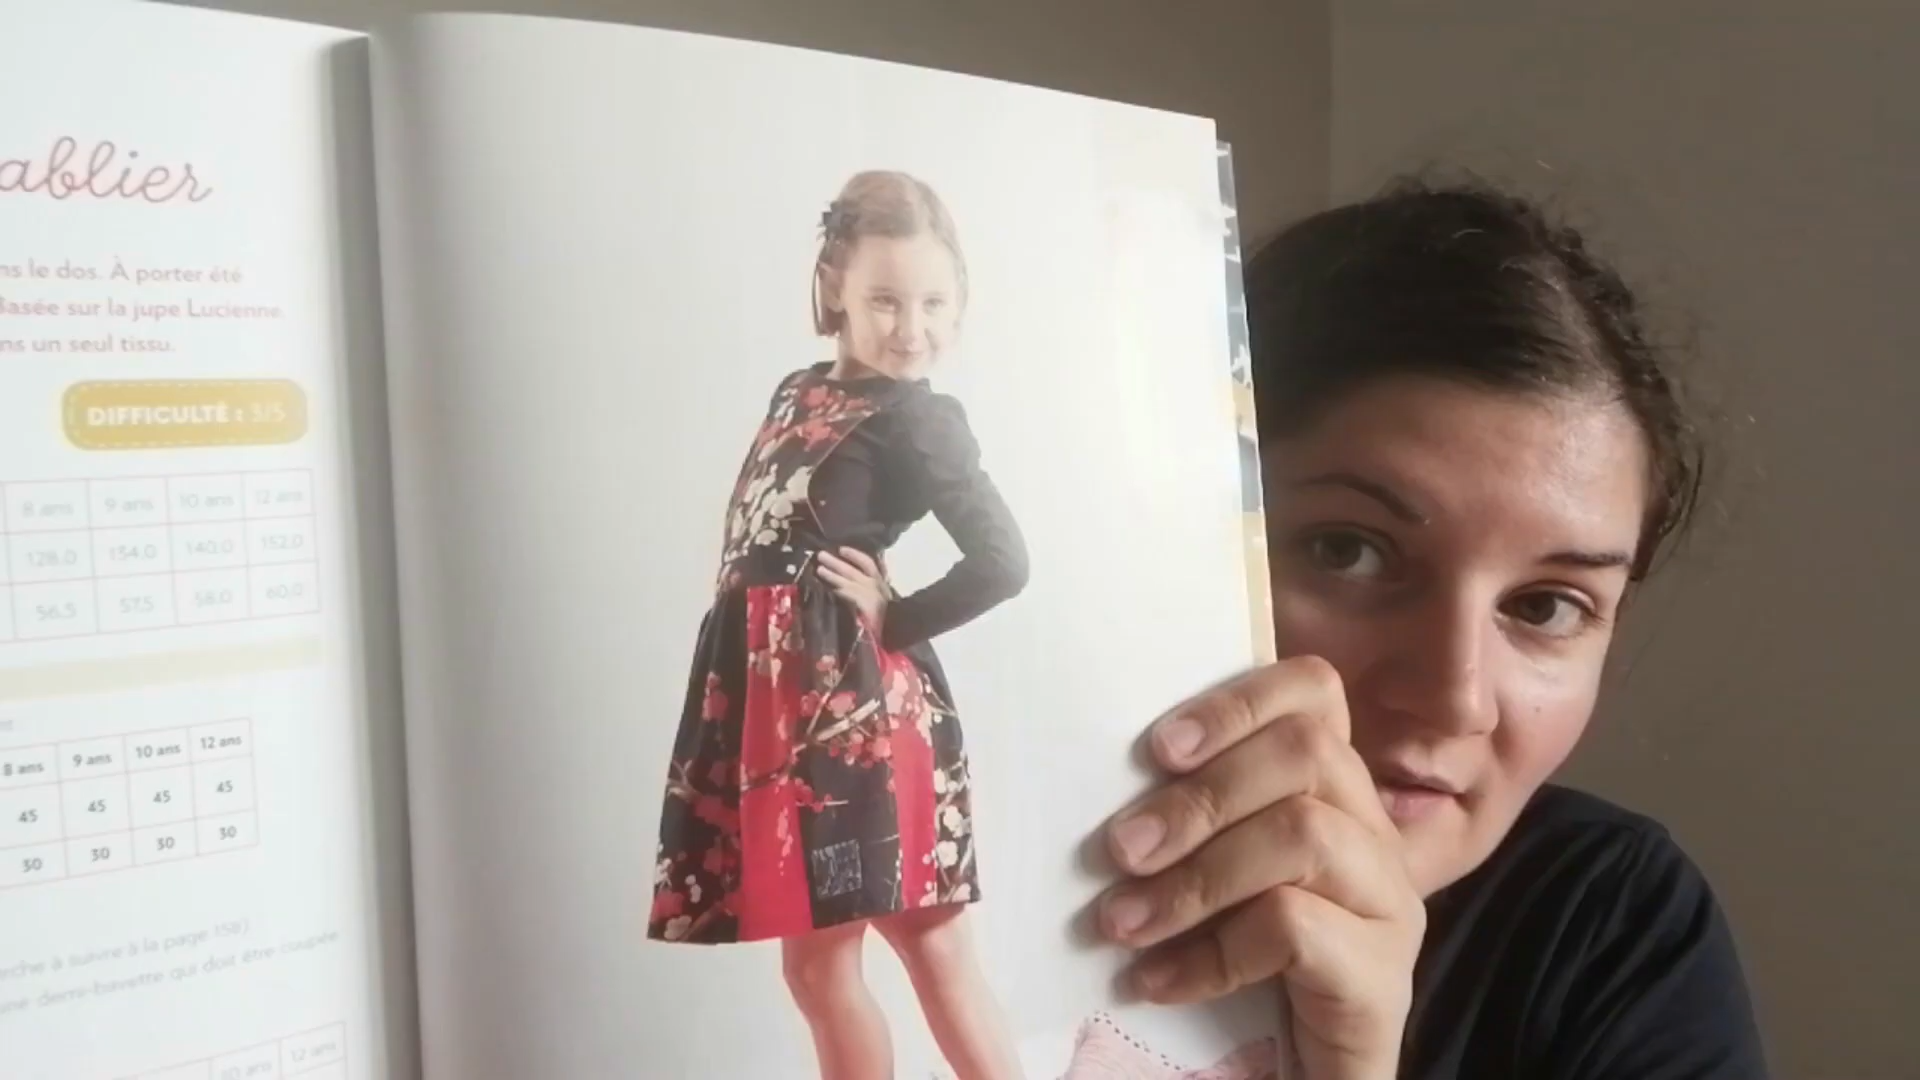 ablier
ns le dos. À porter été
Basée sur la jupe Lucienne
ns un seul tissu.
DIFFICULTÉ : 3/5
8 ans 9 ans 10 ans 12 ans
128.0 134.0 140.0 152.0
56.5 57.5 58.0 60.0
8 ans 9 ans 10 ans 12 ans
45 45 45 45
30 30 30 30
rche à suivre à la page 158)
une demi-bavette qui doit être coupée
10 ans 12 ans